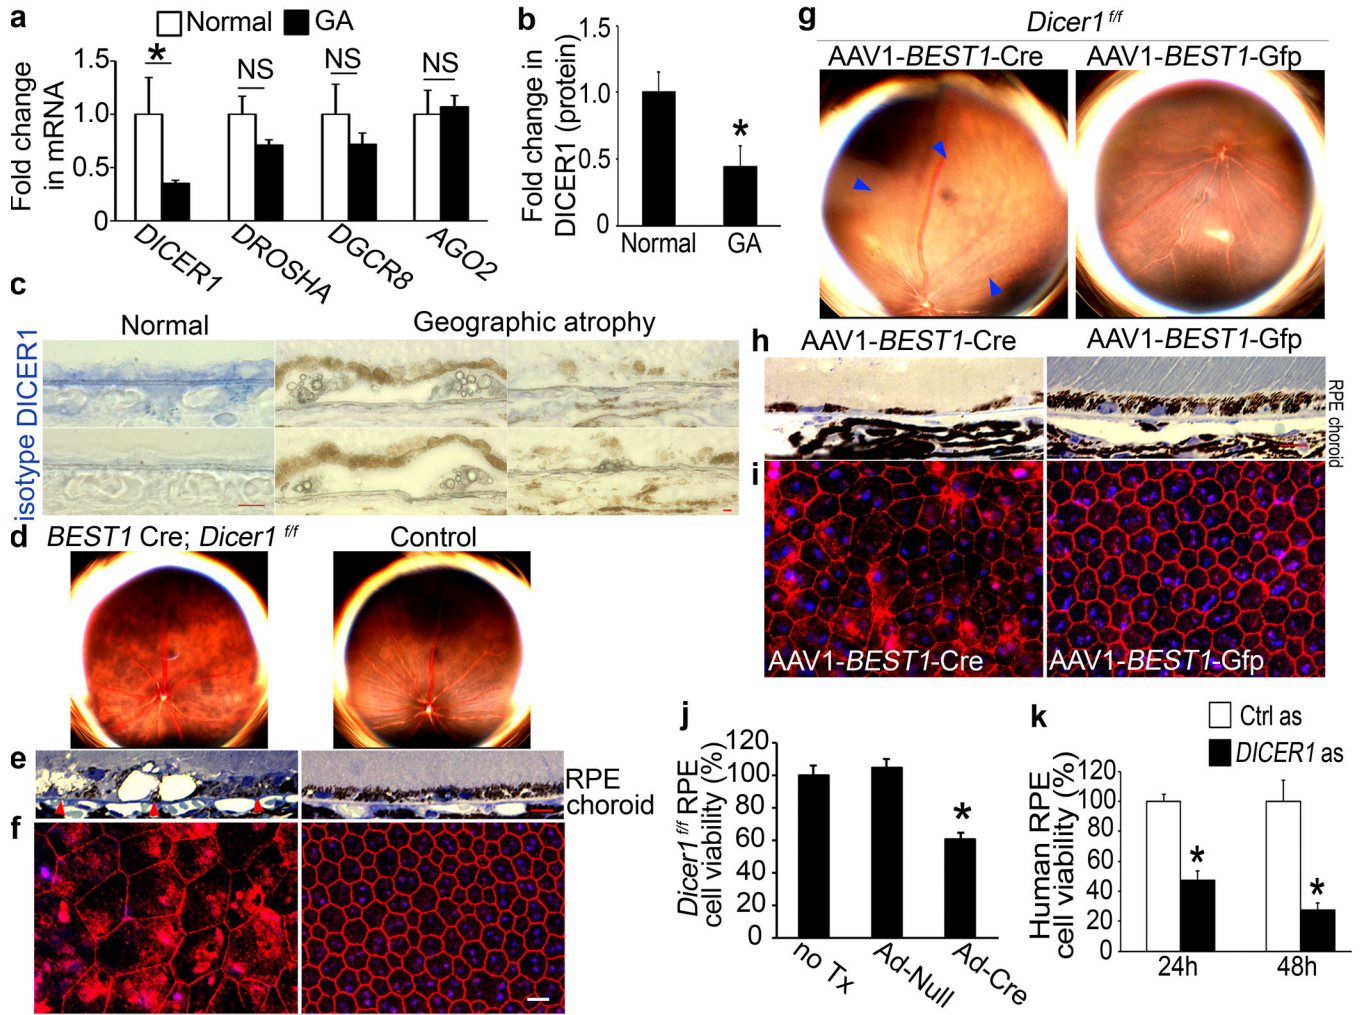 a
Normal
GA
Fold change
in mRNA
1.5
1.0
0.5
0
*
NS
NS
NS
DICER1
DROSHA
DGCR8
AGO2
b
Fold change in
DICER1 (protein)
1.5
1.0
0.5
0
*
Normal
GA
c
Normal
Geographic atrophy
isotype DICER1
d
BEST1 Cre; Dicer1 f/f
Control
e
RPE
choroid
f
g
Dicer1 f/f
AAV1-BEST1-Cre
AAV1-BEST1-Gfp
h
AAV1-BEST1-Cre
AAV1-BEST1-Gfp
RPE choroid
i
AAV1-BEST1-Cre
AAV1-BEST1-Gfp
j
Dicer1 f/f RPE
cell viability (%)
120
100
80
60
40
20
0
*
no Tx
Ad-Null
Ad-Cre
k
Ctrl as
DICER1 as
Human RPE
cell viability (%)
120
100
80
60
40
20
0
*
*
24h
48h